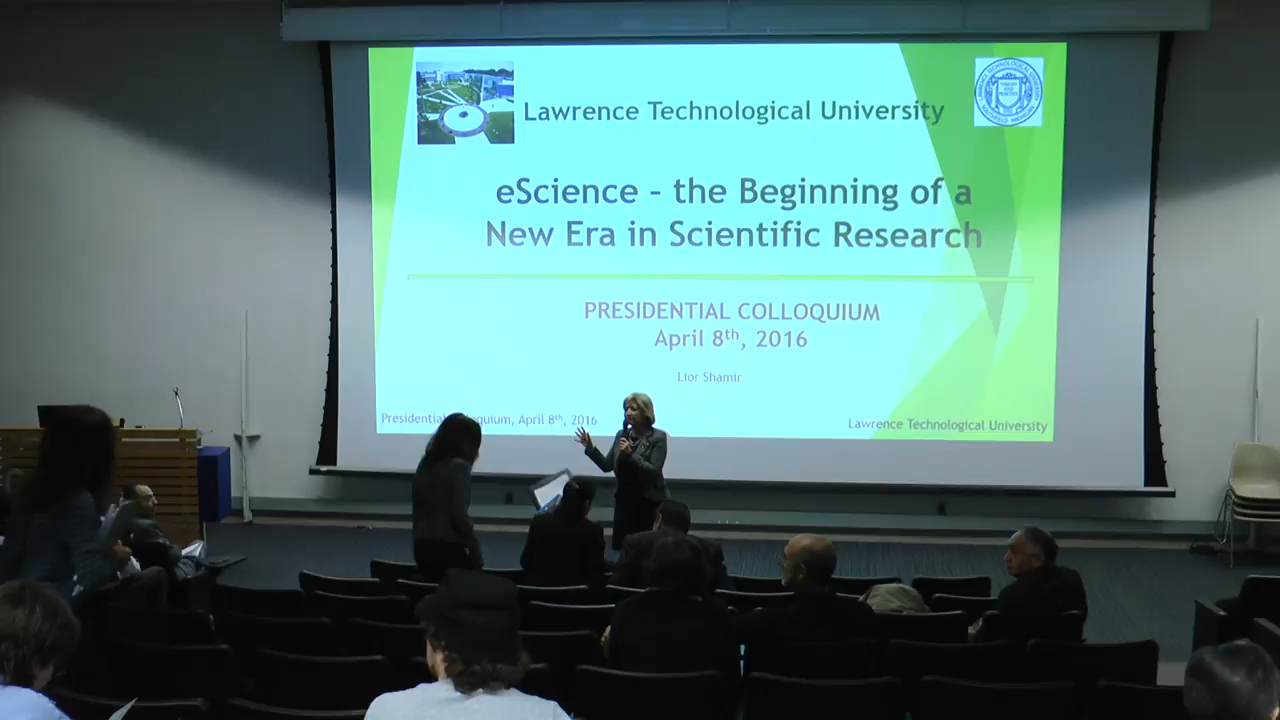 Lawrence Technological University
eScience – the Beginning of a
New Era in Scientific Research
PRESIDENTIAL COLLOQUIUM
April 8th, 2016
Lior Shamir
Presidential quium, April 8th, 2016
Lawrence Technological University